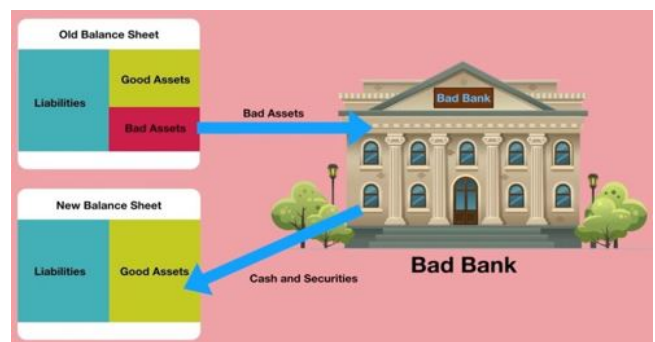 Old Balance Sheet
Liabilities
Good Assets
Bad Assets
Bad Assets
Bad Bank
New Balance Sheet
Liabilities
Good Assets
Cash and Securities
Bad Bank